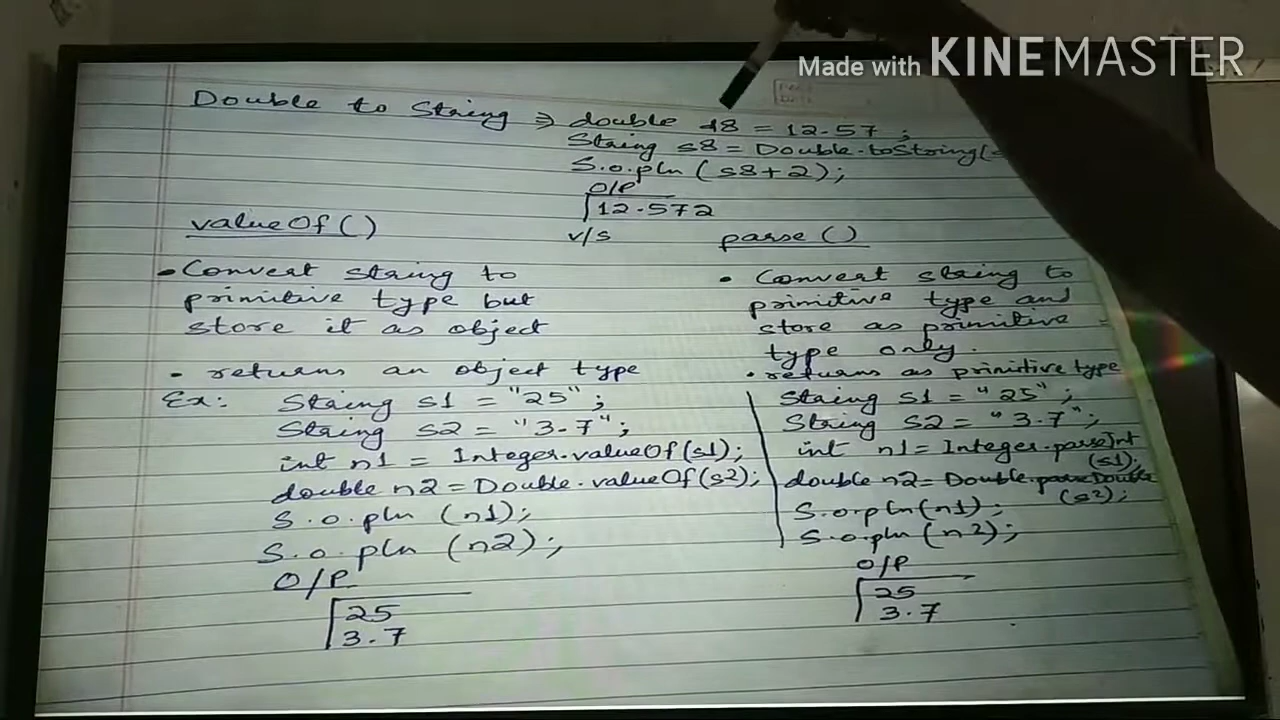 Made with KINEMASTER
Double to String ⇒ double d8 = 12.57 ;
String s8 = Double.toString(
S.o.pln (s8+2);
O/P
12.572
valueOf() v/s parse()
• Convert string to
primitive type but
store it as object
• returns an object type
Ex: String s1 = "25";
String s2 = "3.7";
int n1 = Integer.valueOf(s1);
double n2 = Double.valueOf(s2);
S.o.pln (n1);
S.o.pln (n2);
O/P
25
3.7
• Convert string to
primitive type and
store as primitive
type only.
• returns as primitive type
String s1 = "25";
String s2 = "3.7";
int n1 = Integer.parseInt
(s1);
double n2 = Double.parseDouble
(s2);
S.o.pln(n1);
S.o.pln(n2);
O/P
25
3.7